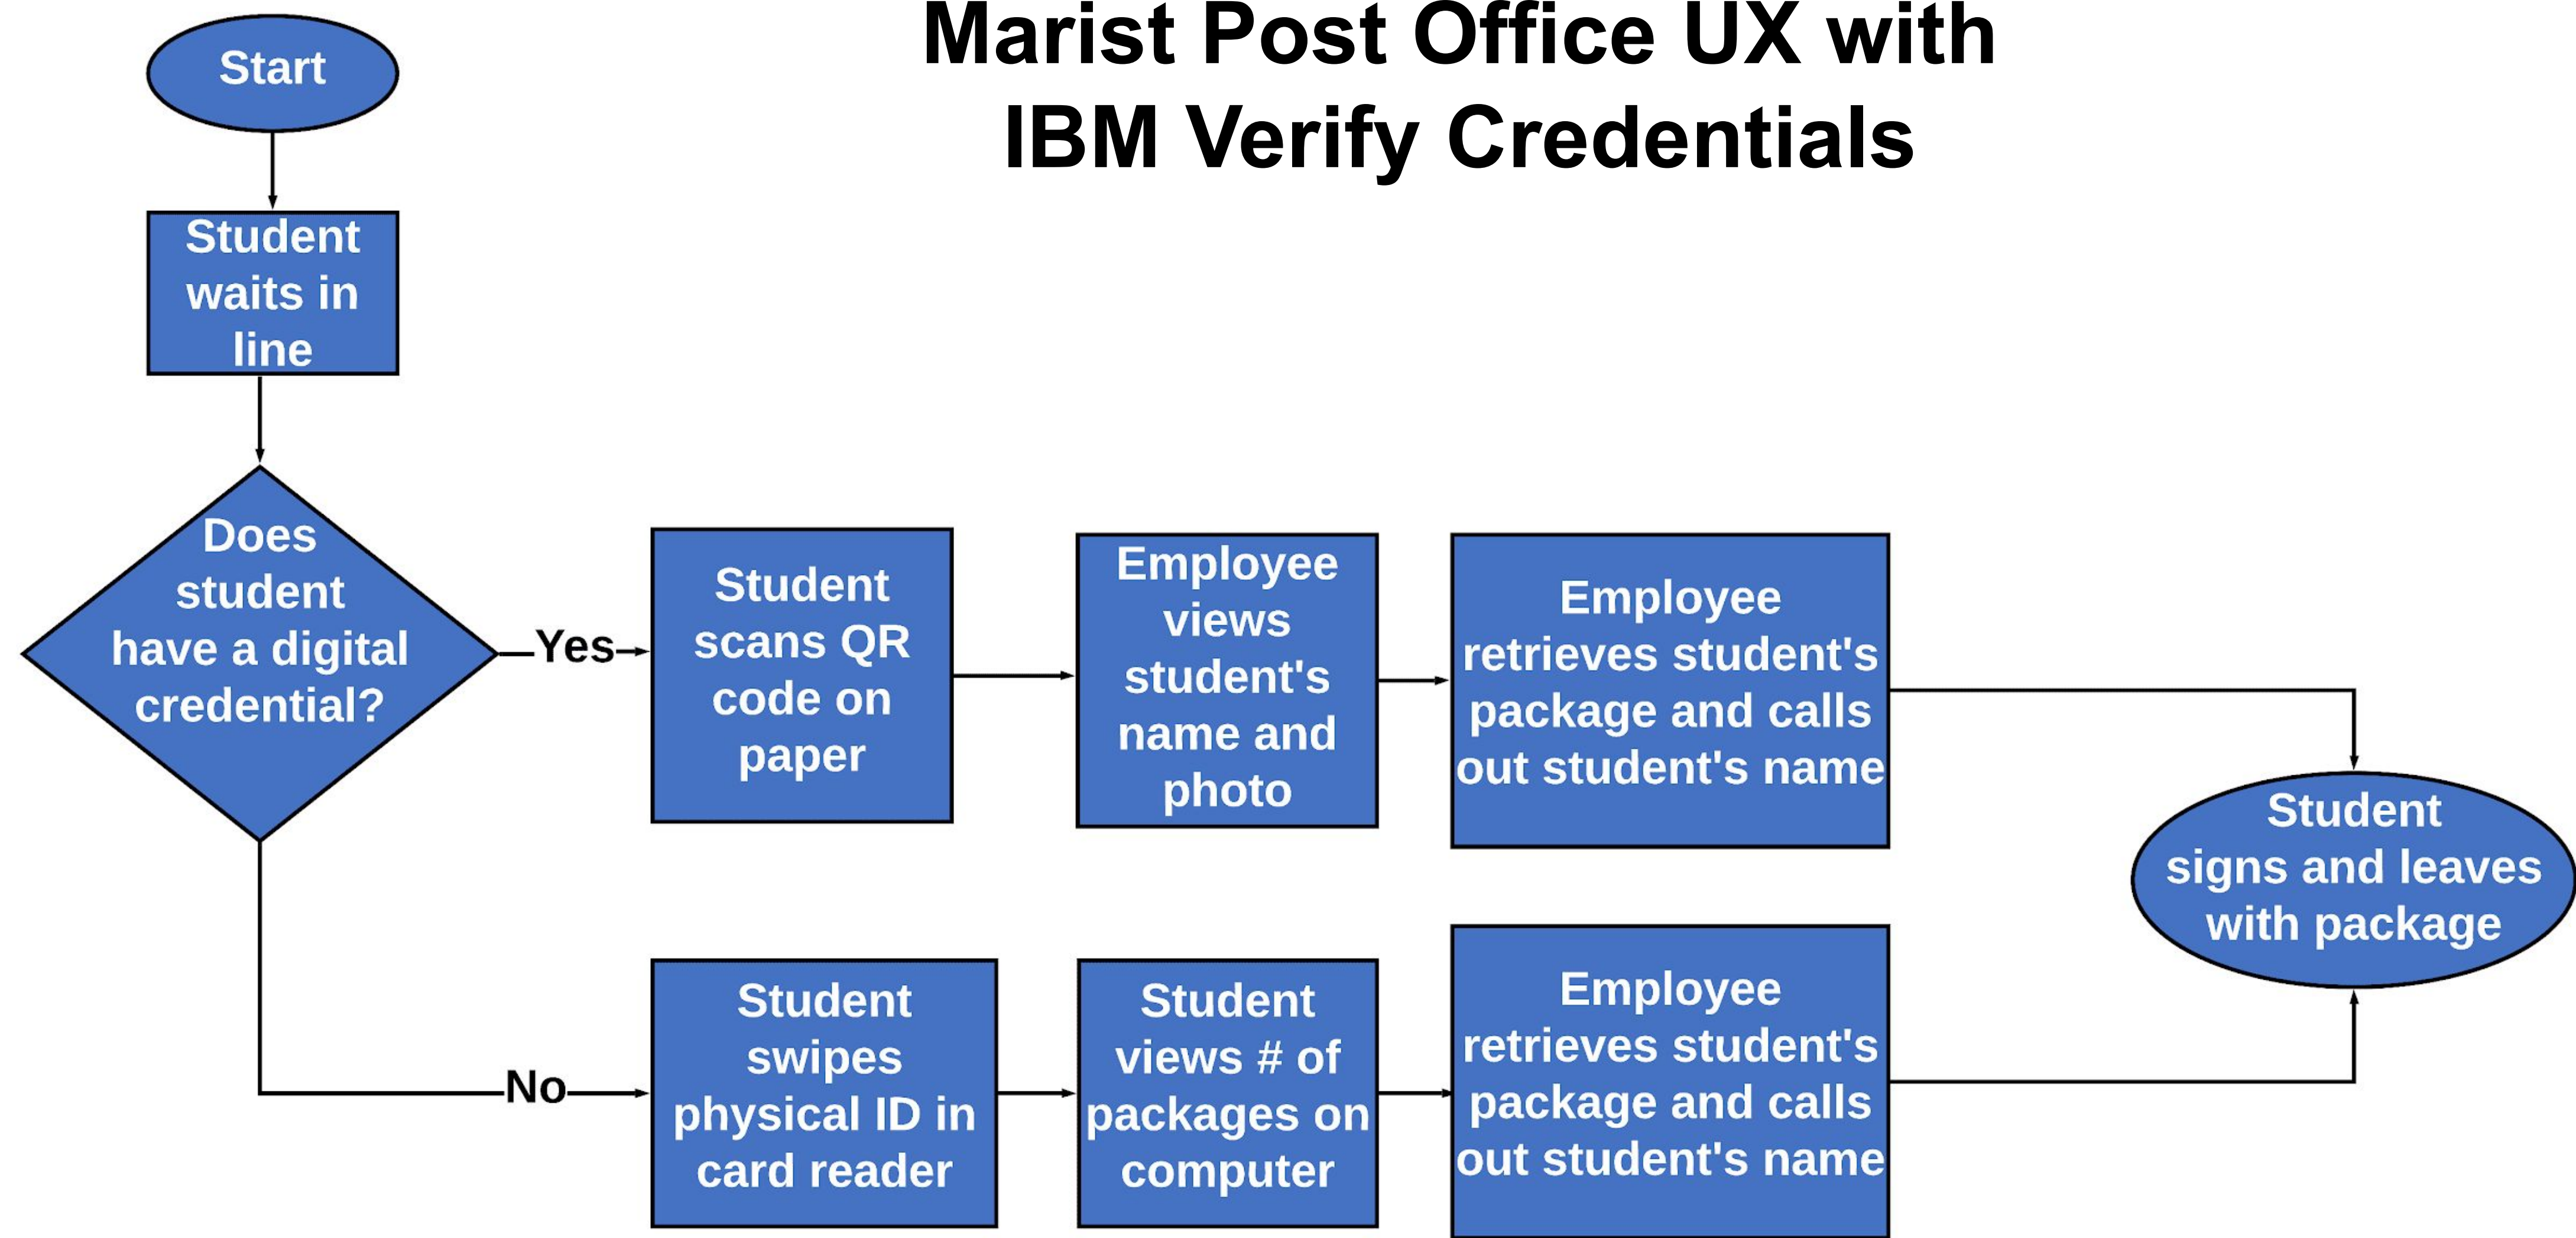 Marist Post Office UX with
IBM Verify Credentials
Start
Student
waits in
line
Does
student
have a digital
credential?
Yes
Student
scans QR
code on
paper
Employee
views
student's
name and
photo
Employee
retrieves student's
package and calls
out student's name
Student
signs and leaves
with package
No
Student
swipes
physical ID in
card reader
Student
views # of
packages on
computer
Employee
retrieves student's
package and calls
out student's name